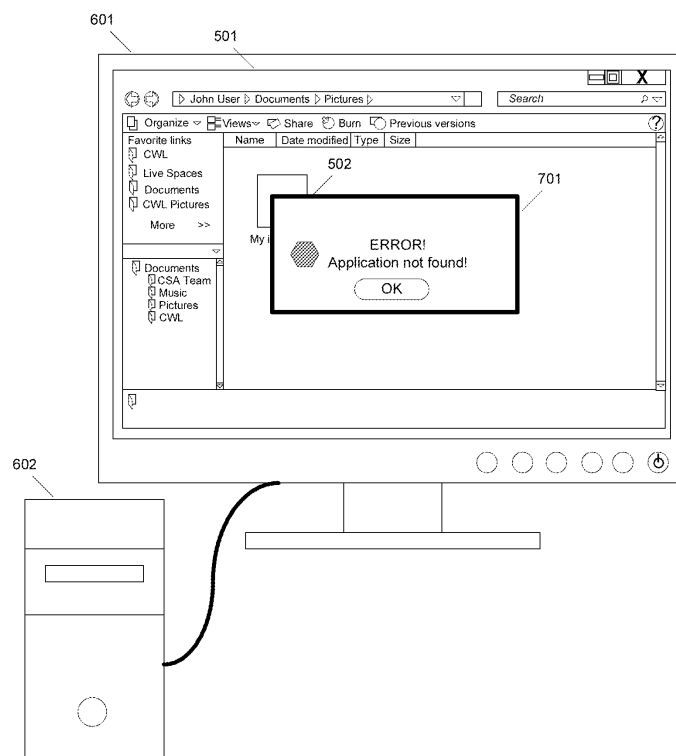 601
501
X
John User Documents Pictures
Search
Organize Views Share Burn Previous versions ?
Favorite links
Name Date modified Type Size
CWL
Live Spaces
Documents
CWL Pictures
More >>
502
701
My i
ERROR!
Application not found!
OK
Documents
CSA Team
Music
Pictures
CWL
602